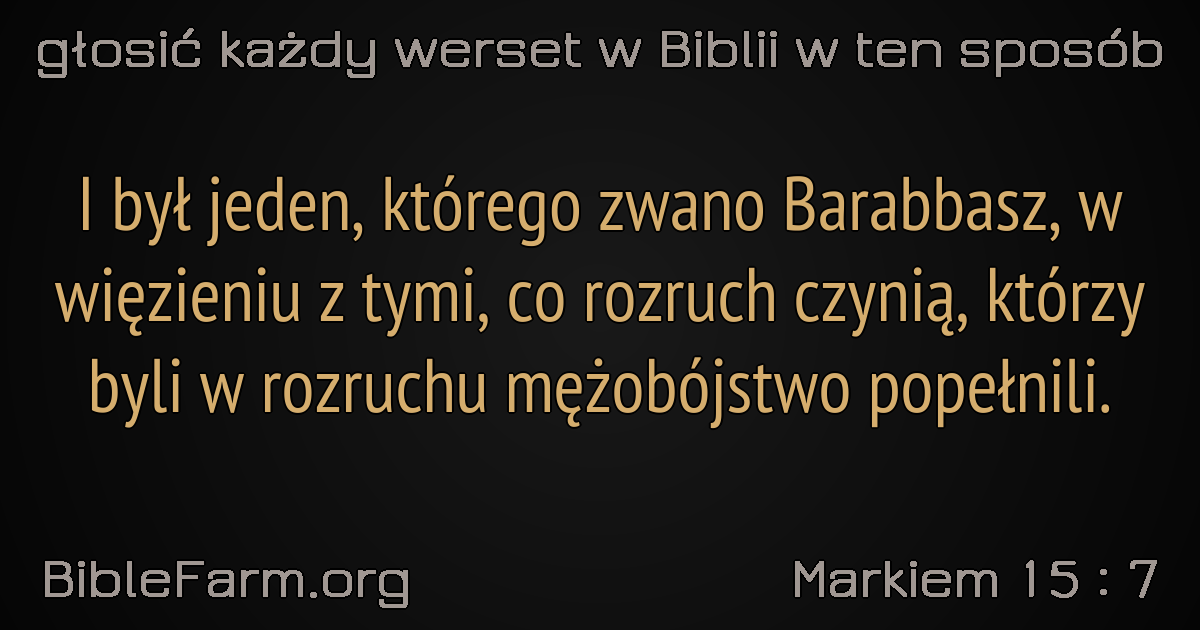 głosić każdy werset w Biblii w ten sposób
I był jeden, którego zwano Barabbasz, w
więzieniu z tymi, co rozruch czynią, którzy
byli w rozruchu mężobójstwo popełnili.
BibleFarm.org
Markiem 15 : 7